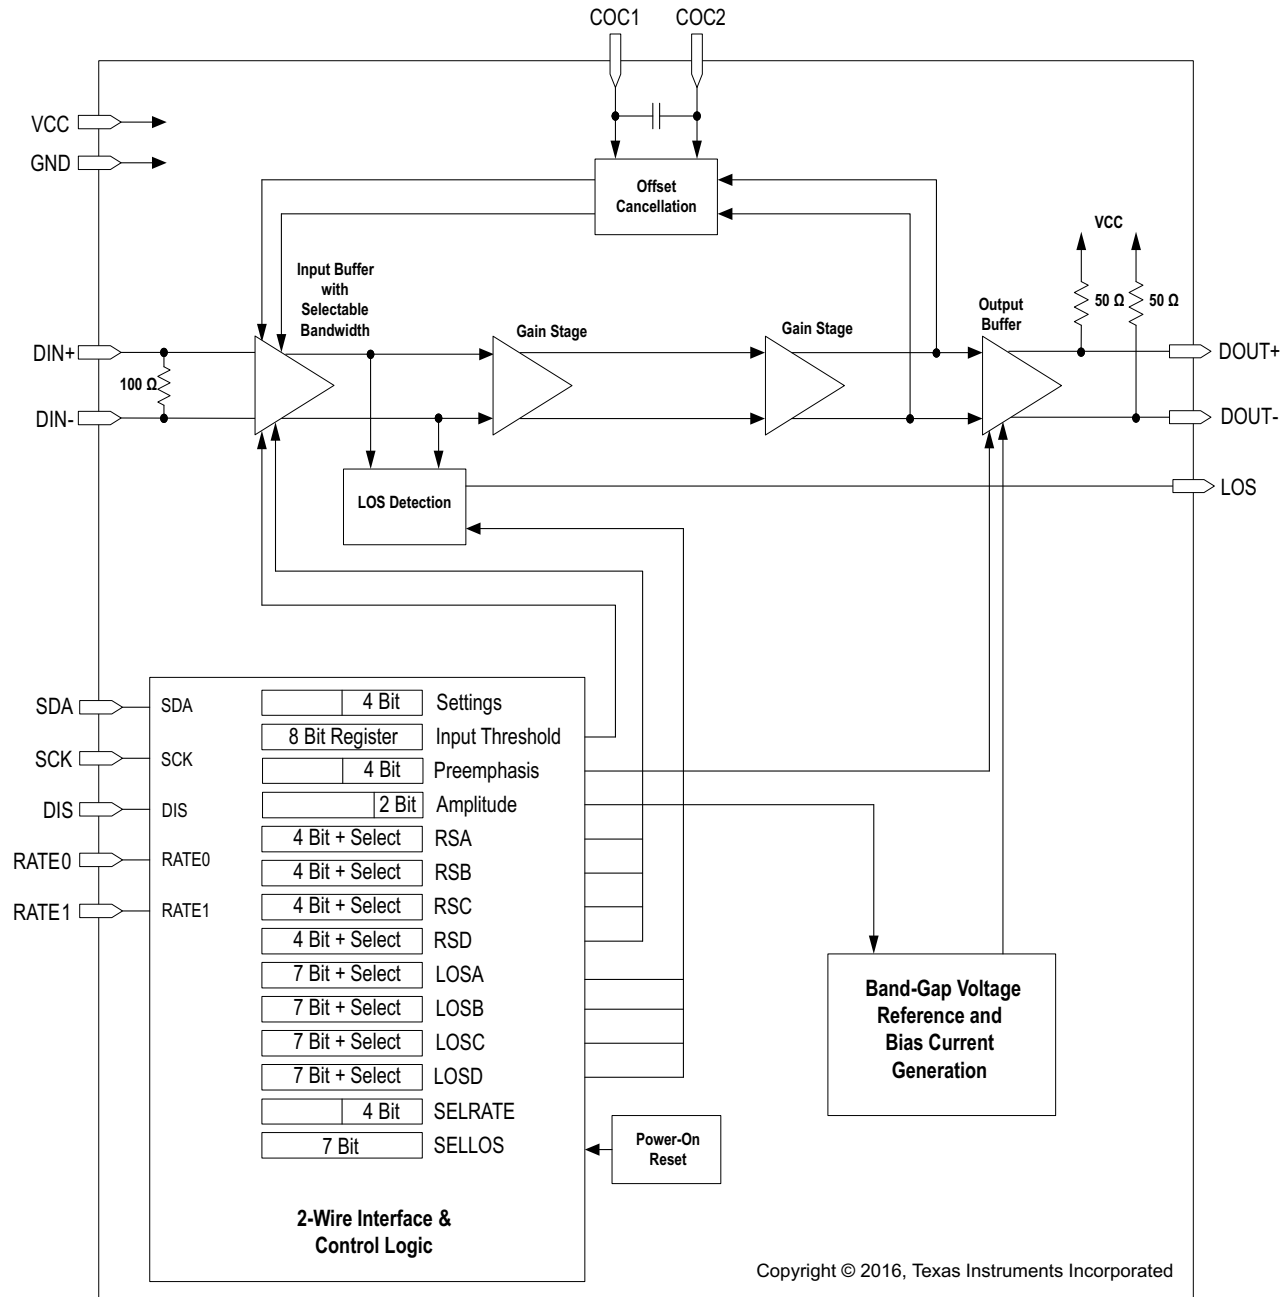 COC1 COC2
VCC
GND
Offset
Cancellation
VCC
Input Buffer
with
Selectable
Bandwidth
Gain Stage
Gain Stage
Output
Buffer
50 Ω 50 Ω
DIN+
100 Ω
DIN-
DOUT+
DOUT-
LOS Detection
LOS
SDA SDA 4 Bit Settings
8 Bit Register Input Threshold
SCK SCK 4 Bit Preemphasis
DIS DIS 2 Bit Amplitude
4 Bit + Select RSA
RATE0 RATE0 4 Bit + Select RSB
RATE1 RATE1 4 Bit + Select RSC
4 Bit + Select RSD
7 Bit + Select LOSA
7 Bit + Select LOSB
7 Bit + Select LOSC
7 Bit + Select LOSD
4 Bit SELRATE
7 Bit SELLOS
Band-Gap Voltage
Reference and
Bias Current
Generation
Power-On
Reset
2-Wire Interface &
Control Logic
Copyright © 2016, Texas Instruments Incorporated